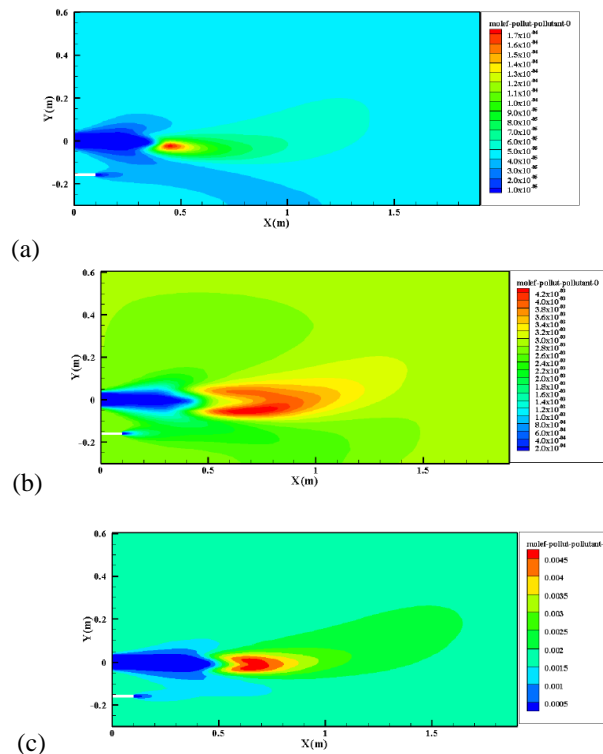 molef-pollut-pollutant-0
1.7x10⁻⁰⁴
1.6x10⁻⁰⁴
1.5x10⁻⁰⁴
1.4x10⁻⁰⁴
1.3x10⁻⁰⁴
1.2x10⁻⁰⁴
1.1x10⁻⁰⁴
1.0x10⁻⁰⁴
9.0x10⁻⁰⁵
8.0x10⁻⁰⁵
7.0x10⁻⁰⁵
6.0x10⁻⁰⁵
5.0x10⁻⁰⁵
4.0x10⁻⁰⁵
3.0x10⁻⁰⁵
2.0x10⁻⁰⁵
1.0x10⁻⁰⁵
Y(m)
0.6
0.4
0.2
0
-0.2
0 0.5 1 1.5
X(m)
(a)
molef-pollut-pollutant-0
4.2x10⁻⁰³
4.0x10⁻⁰³
3.8x10⁻⁰³
3.6x10⁻⁰³
3.4x10⁻⁰³
3.2x10⁻⁰³
3.0x10⁻⁰³
2.8x10⁻⁰³
2.6x10⁻⁰³
2.4x10⁻⁰³
2.2x10⁻⁰³
2.0x10⁻⁰³
1.8x10⁻⁰³
1.6x10⁻⁰³
1.4x10⁻⁰³
1.2x10⁻⁰³
1.0x10⁻⁰³
8.0x10⁻⁰⁴
6.0x10⁻⁰⁴
4.0x10⁻⁰⁴
2.0x10⁻⁰⁴
Y(m)
0.6
0.4
0.2
0
-0.2
0 0.5 1 1.5
X(m)
(b)
molef-pollut-pollutant-
0.0045
0.004
0.0035
0.003
0.0025
0.002
0.0015
0.001
0.0005
Y(m)
0.6
0.4
0.2
0
-0.2
0 0.5 1 1.5
X(m)
(c)